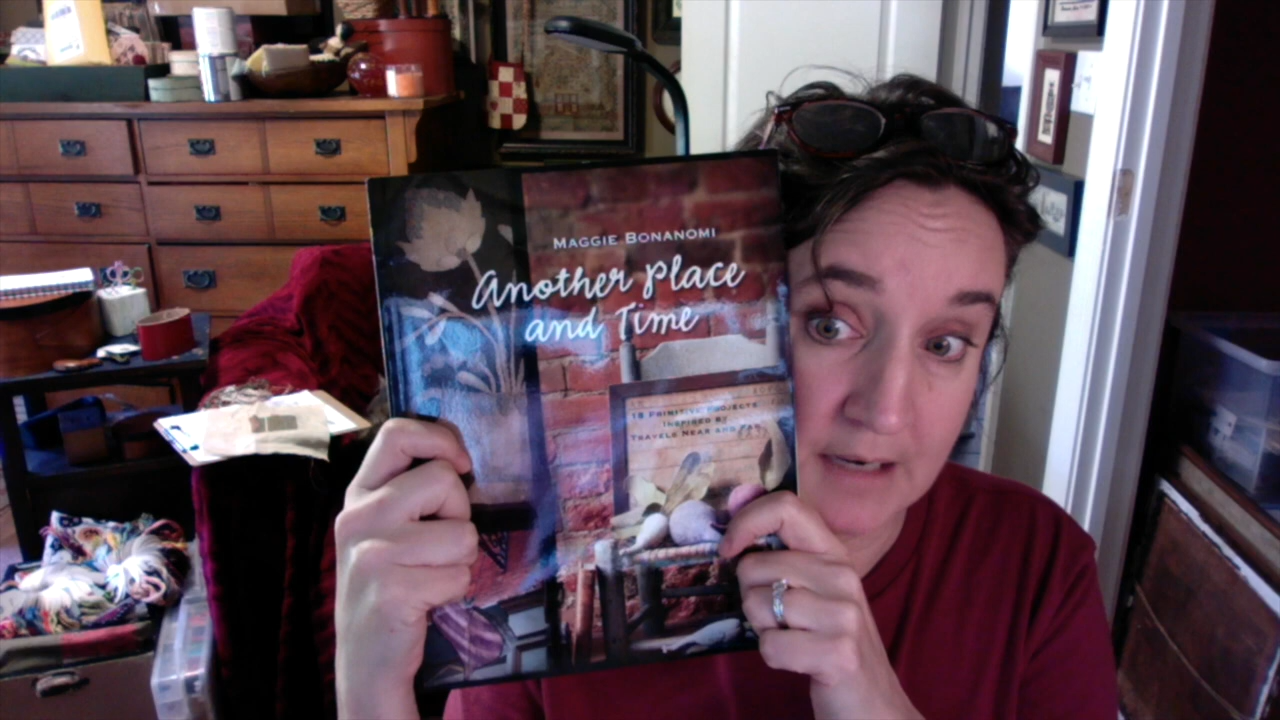 Maggie Bonanomi
Another Place
and Time
18 Primitive Projects
Inspired by
Travels Near and Far